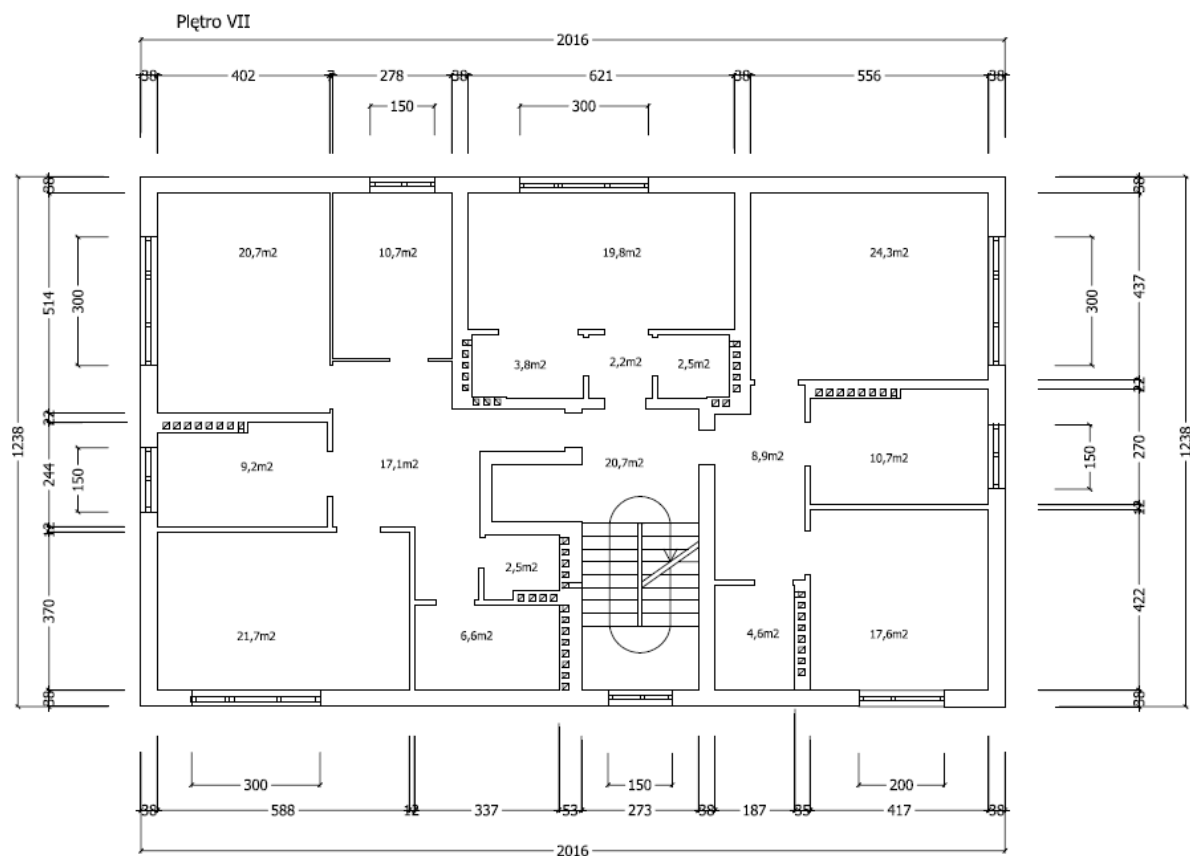 Piętro VII
2016
38 402 7 278 38 621 38 556 38
150 300
38 38
20,7m2 10,7m2 19,8m2 24,3m2
300 514 437 300
3,8m2 2,2m2 2,5m2
22 22
1238 244 150 9,2m2 17,1m2 20,7m2 8,9m2 10,7m2 150 270 1238
12 12
2,5m2
370 422
21,7m2 6,6m2 4,6m2 17,6m2
38 38
300 150 200
38 588 12 337 53 273 38 187 35 417 38
2016